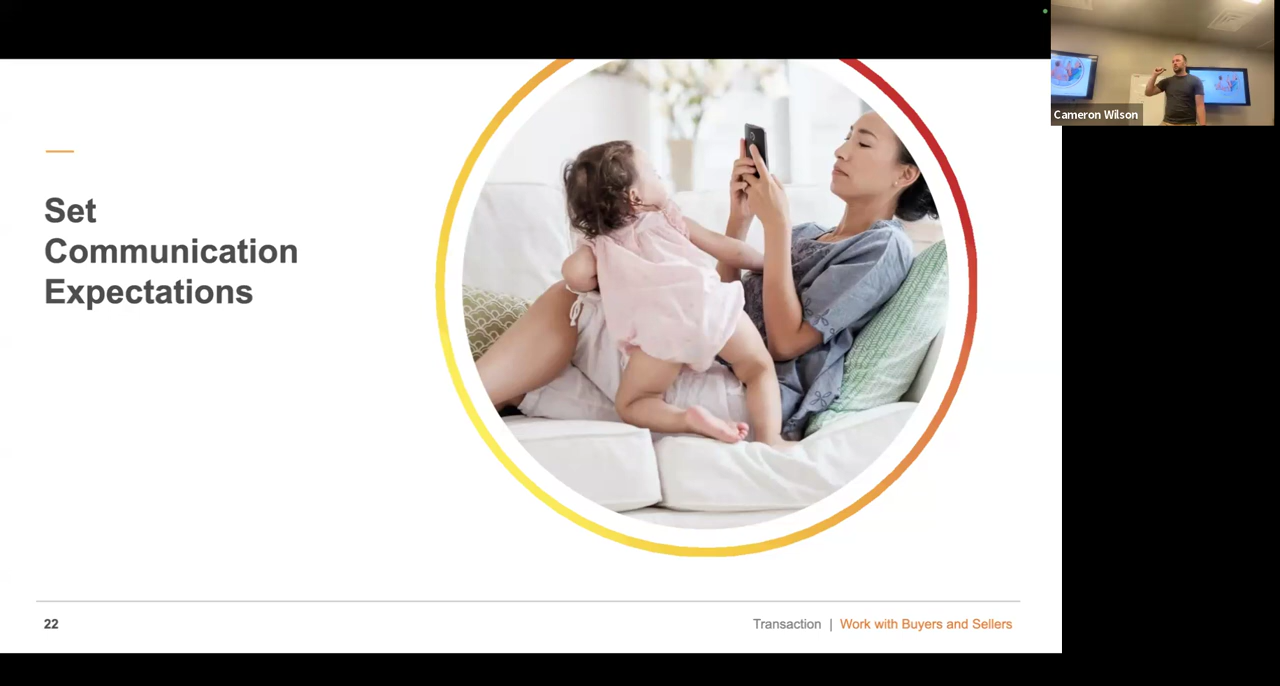 Set
Communication
Expectations
22
Transaction | Work with Buyers and Sellers
Cameron Wilson